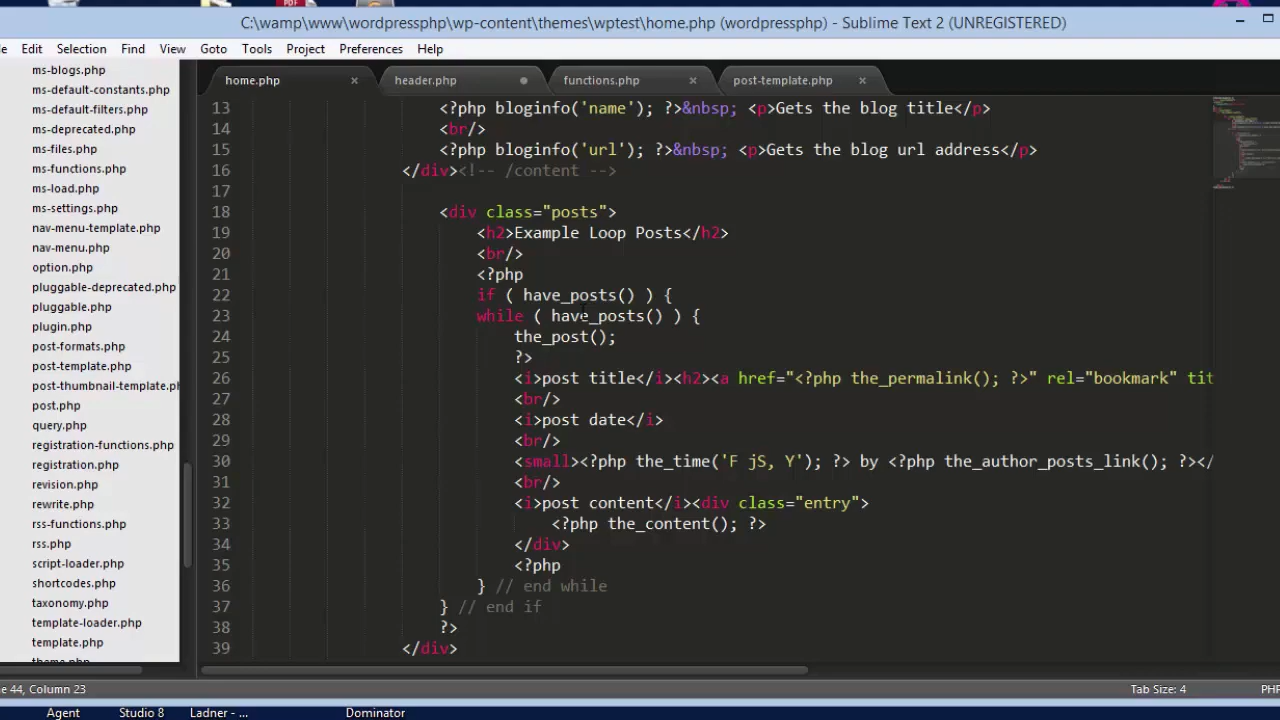 C:\wamp\www\wordpressphp\wp-content\themes\wptest\home.php (wordpressphp) - Sublime Text 2 (UNREGISTERED)
Edit Selection Find View Goto Tools Project Preferences Help
home.php header.php functions.php post-template.php
ms-blogs.php
ms-default-constants.php
ms-default-filters.php
ms-deprecated.php
ms-files.php
ms-functions.php
ms-load.php
ms-settings.php
nav-menu-template.php
nav-menu.php
option.php
pluggable-deprecated.php
pluggable.php
plugin.php
post-formats.php
post-template.php
post-thumbnail-template.ph
post.php
query.php
registration-functions.php
registration.php
revision.php
rewrite.php
rss-functions.php
rss.php
script-loader.php
shortcodes.php
taxonomy.php
template-loader.php
template.php
theme.php
13 <?php bloginfo('name'); ?>&nbsp; <p>Gets the blog title</p>
14 <br/>
15 <?php bloginfo('url'); ?>&nbsp; <p>Gets the blog url address</p>
16 </div><!-- /content -->
17
18 <div class="posts">
19 <h2>Example Loop Posts</h2>
20 <br/>
21 <?php
22 if ( have_posts() ) {
23 while ( have_posts() ) {
24 the_post();
25 ?>
26 <i>post title</i><h2><a href="<?php the_permalink(); ?>" rel="bookmark" tit
27 <br/>
28 <i>post date</i>
29 <br/>
30 <small><?php the_time('F jS, Y'); ?> by <?php the_author_posts_link(); ?></
31 <br/>
32 <i>post content</i><div class="entry">
33 <?php the_content(); ?>
34 </div>
35 <?php
36 } // end while
37 } // end if
38 ?>
39 </div>
e 44, Column 23
Tab Size: 4
PHP
Agent Studio 8 Ladner - ... Dominator